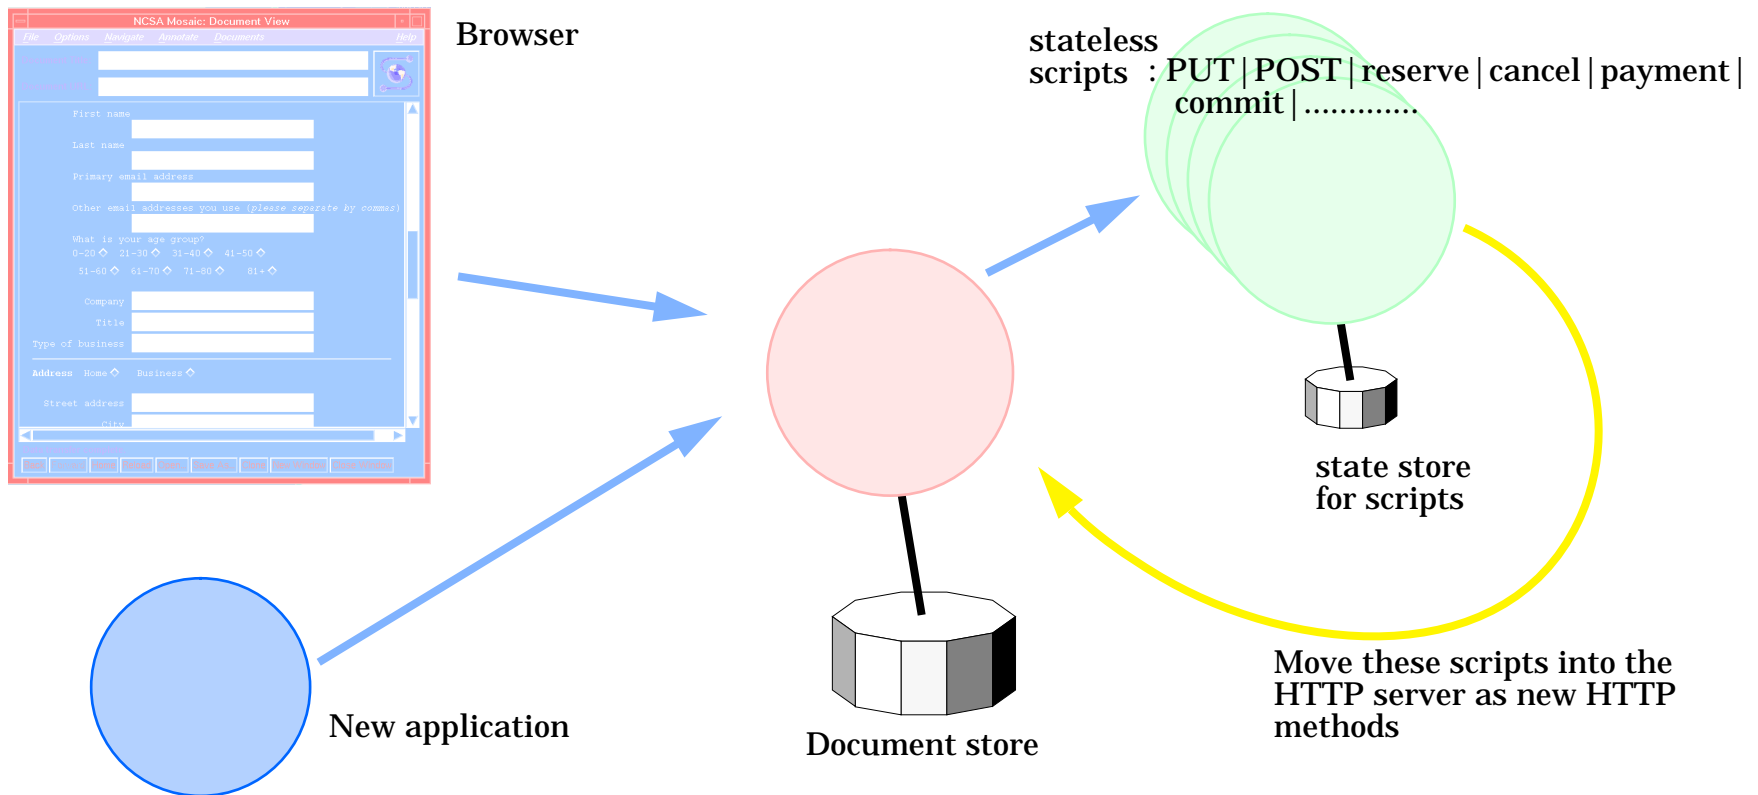 NCSA Mosaic: Document View
File Options Navigate Annotate Documents Help
First name
Last name
Primary email address
Other email addresses you use (please separate by commas)
What is your age group?
0-20 21-30 31-40 41-50
51-60 61-70 71-80 81+
Company
Title
Type of business
Address Home Business
Street address
City
Browser
stateless
scripts : PUT|POST|reserve|cancel|payment|
commit|.............
state store
for scripts
Move these scripts into the
HTTP server as new HTTP
methods
Document store
New application